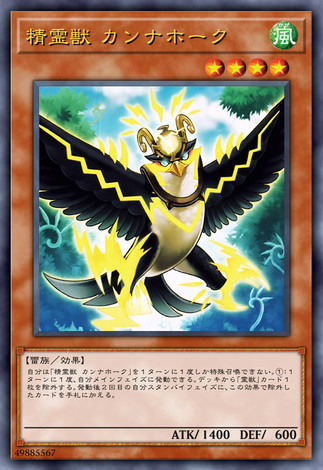 精霊獣 カンナホーク
風
【雷族／効果】
自分は「精霊獣 カンナホーク」を１ターンに１度しか特殊召喚できない。①：１
ターンに１度、自分メインフェイズに発動できる。デッキから「霊獣」カード１
枚を除外する。発動後２回目の自分スタンバイフェイズに、この効果で除外し
たカードを手札に加える。
ATK/ 1400 DEF/ 600
49885567